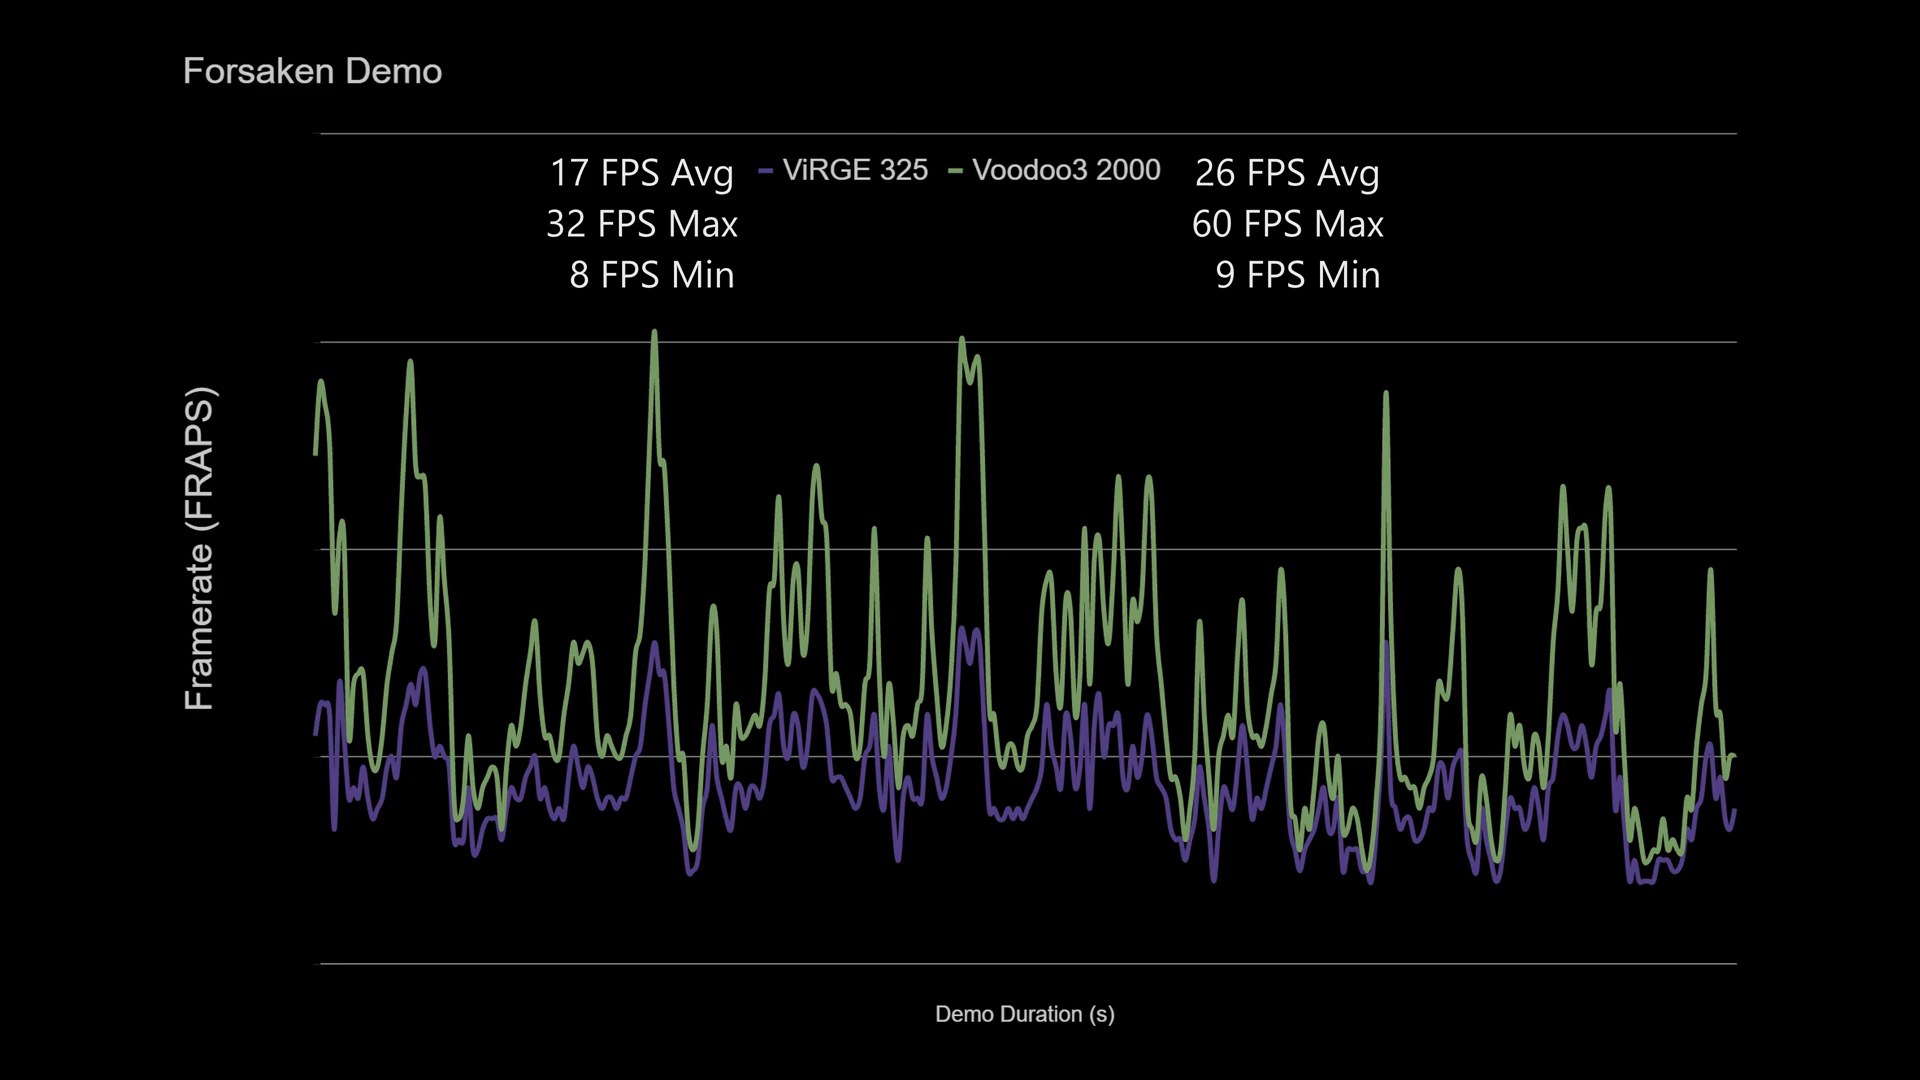 Forsaken Demo
17 FPS Avg
32 FPS Max
8 FPS Min
ViRGE 325
Voodoo3 2000
26 FPS Avg
60 FPS Max
9 FPS Min
Framerate (FRAPS)
Demo Duration (s)